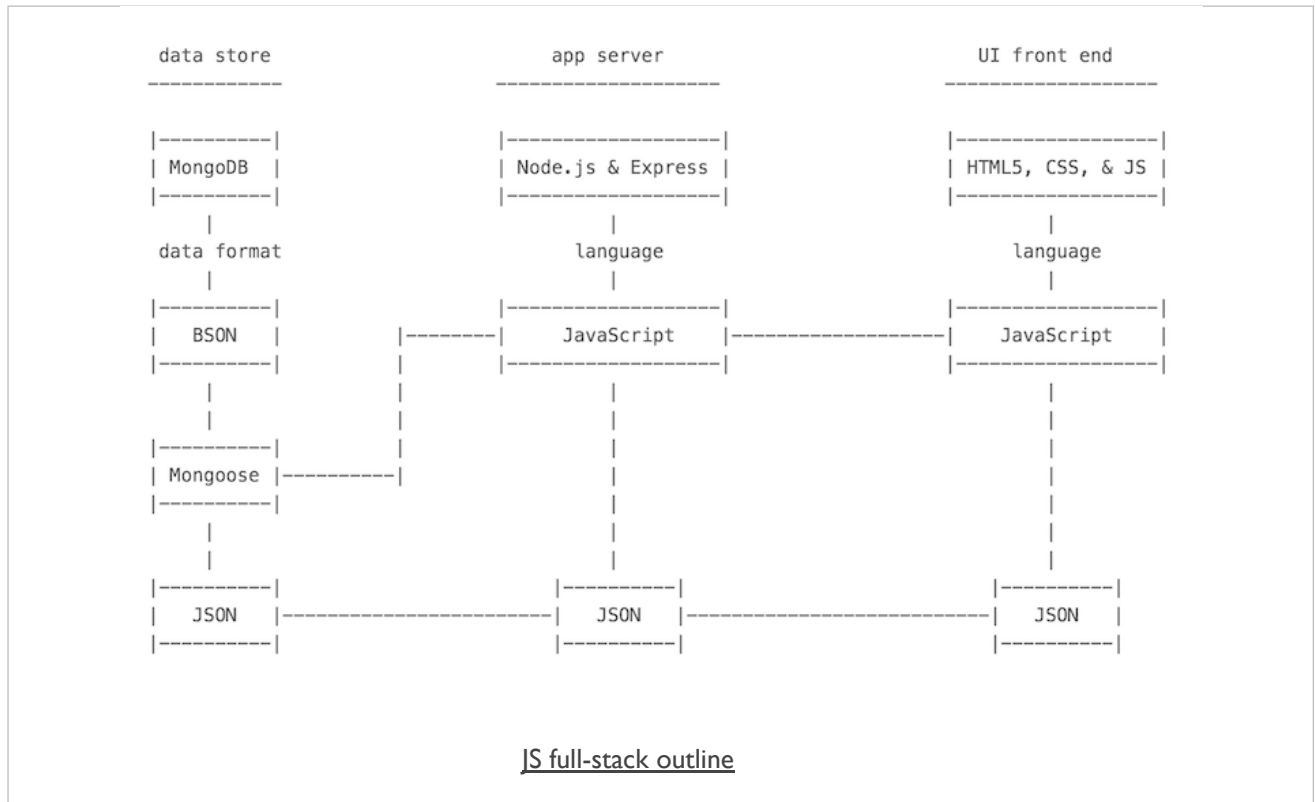 data store app server UI front end
MongoDB Node.js & Express HTML5, CSS, & JS
data format language language
BSON JavaScript JavaScript
Mongoose
JSON JSON JSON
JS full-stack outline